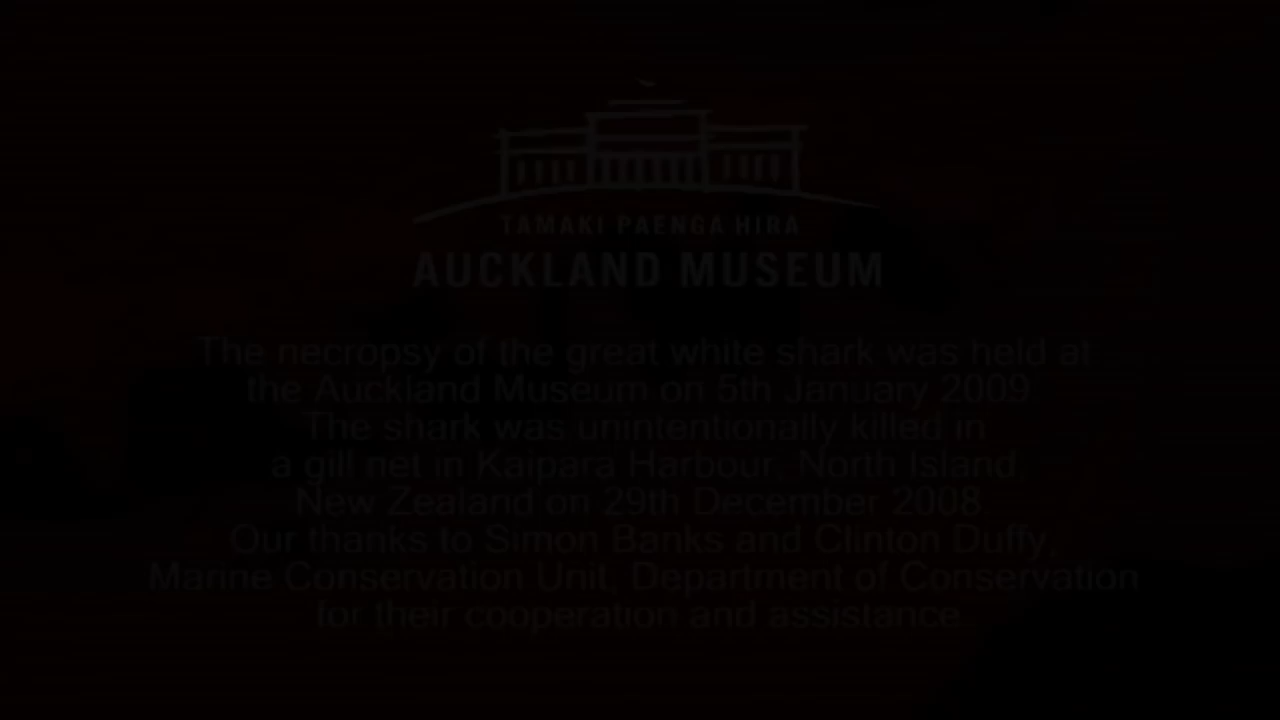 TAMAKI PAENGA HIRA
AUCKLAND MUSEUM
The necropsy of the great white shark was held at
the Auckland Museum on 5th January 2009.
The shark was unintentionally killed in
a gill net in Kaipara Harbour, North Island,
New Zealand on 29th December 2008.
Our thanks to Simon Banks and Clinton Duffy,
Marine Conservation Unit, Department of Conservation
for their cooperation and assistance.